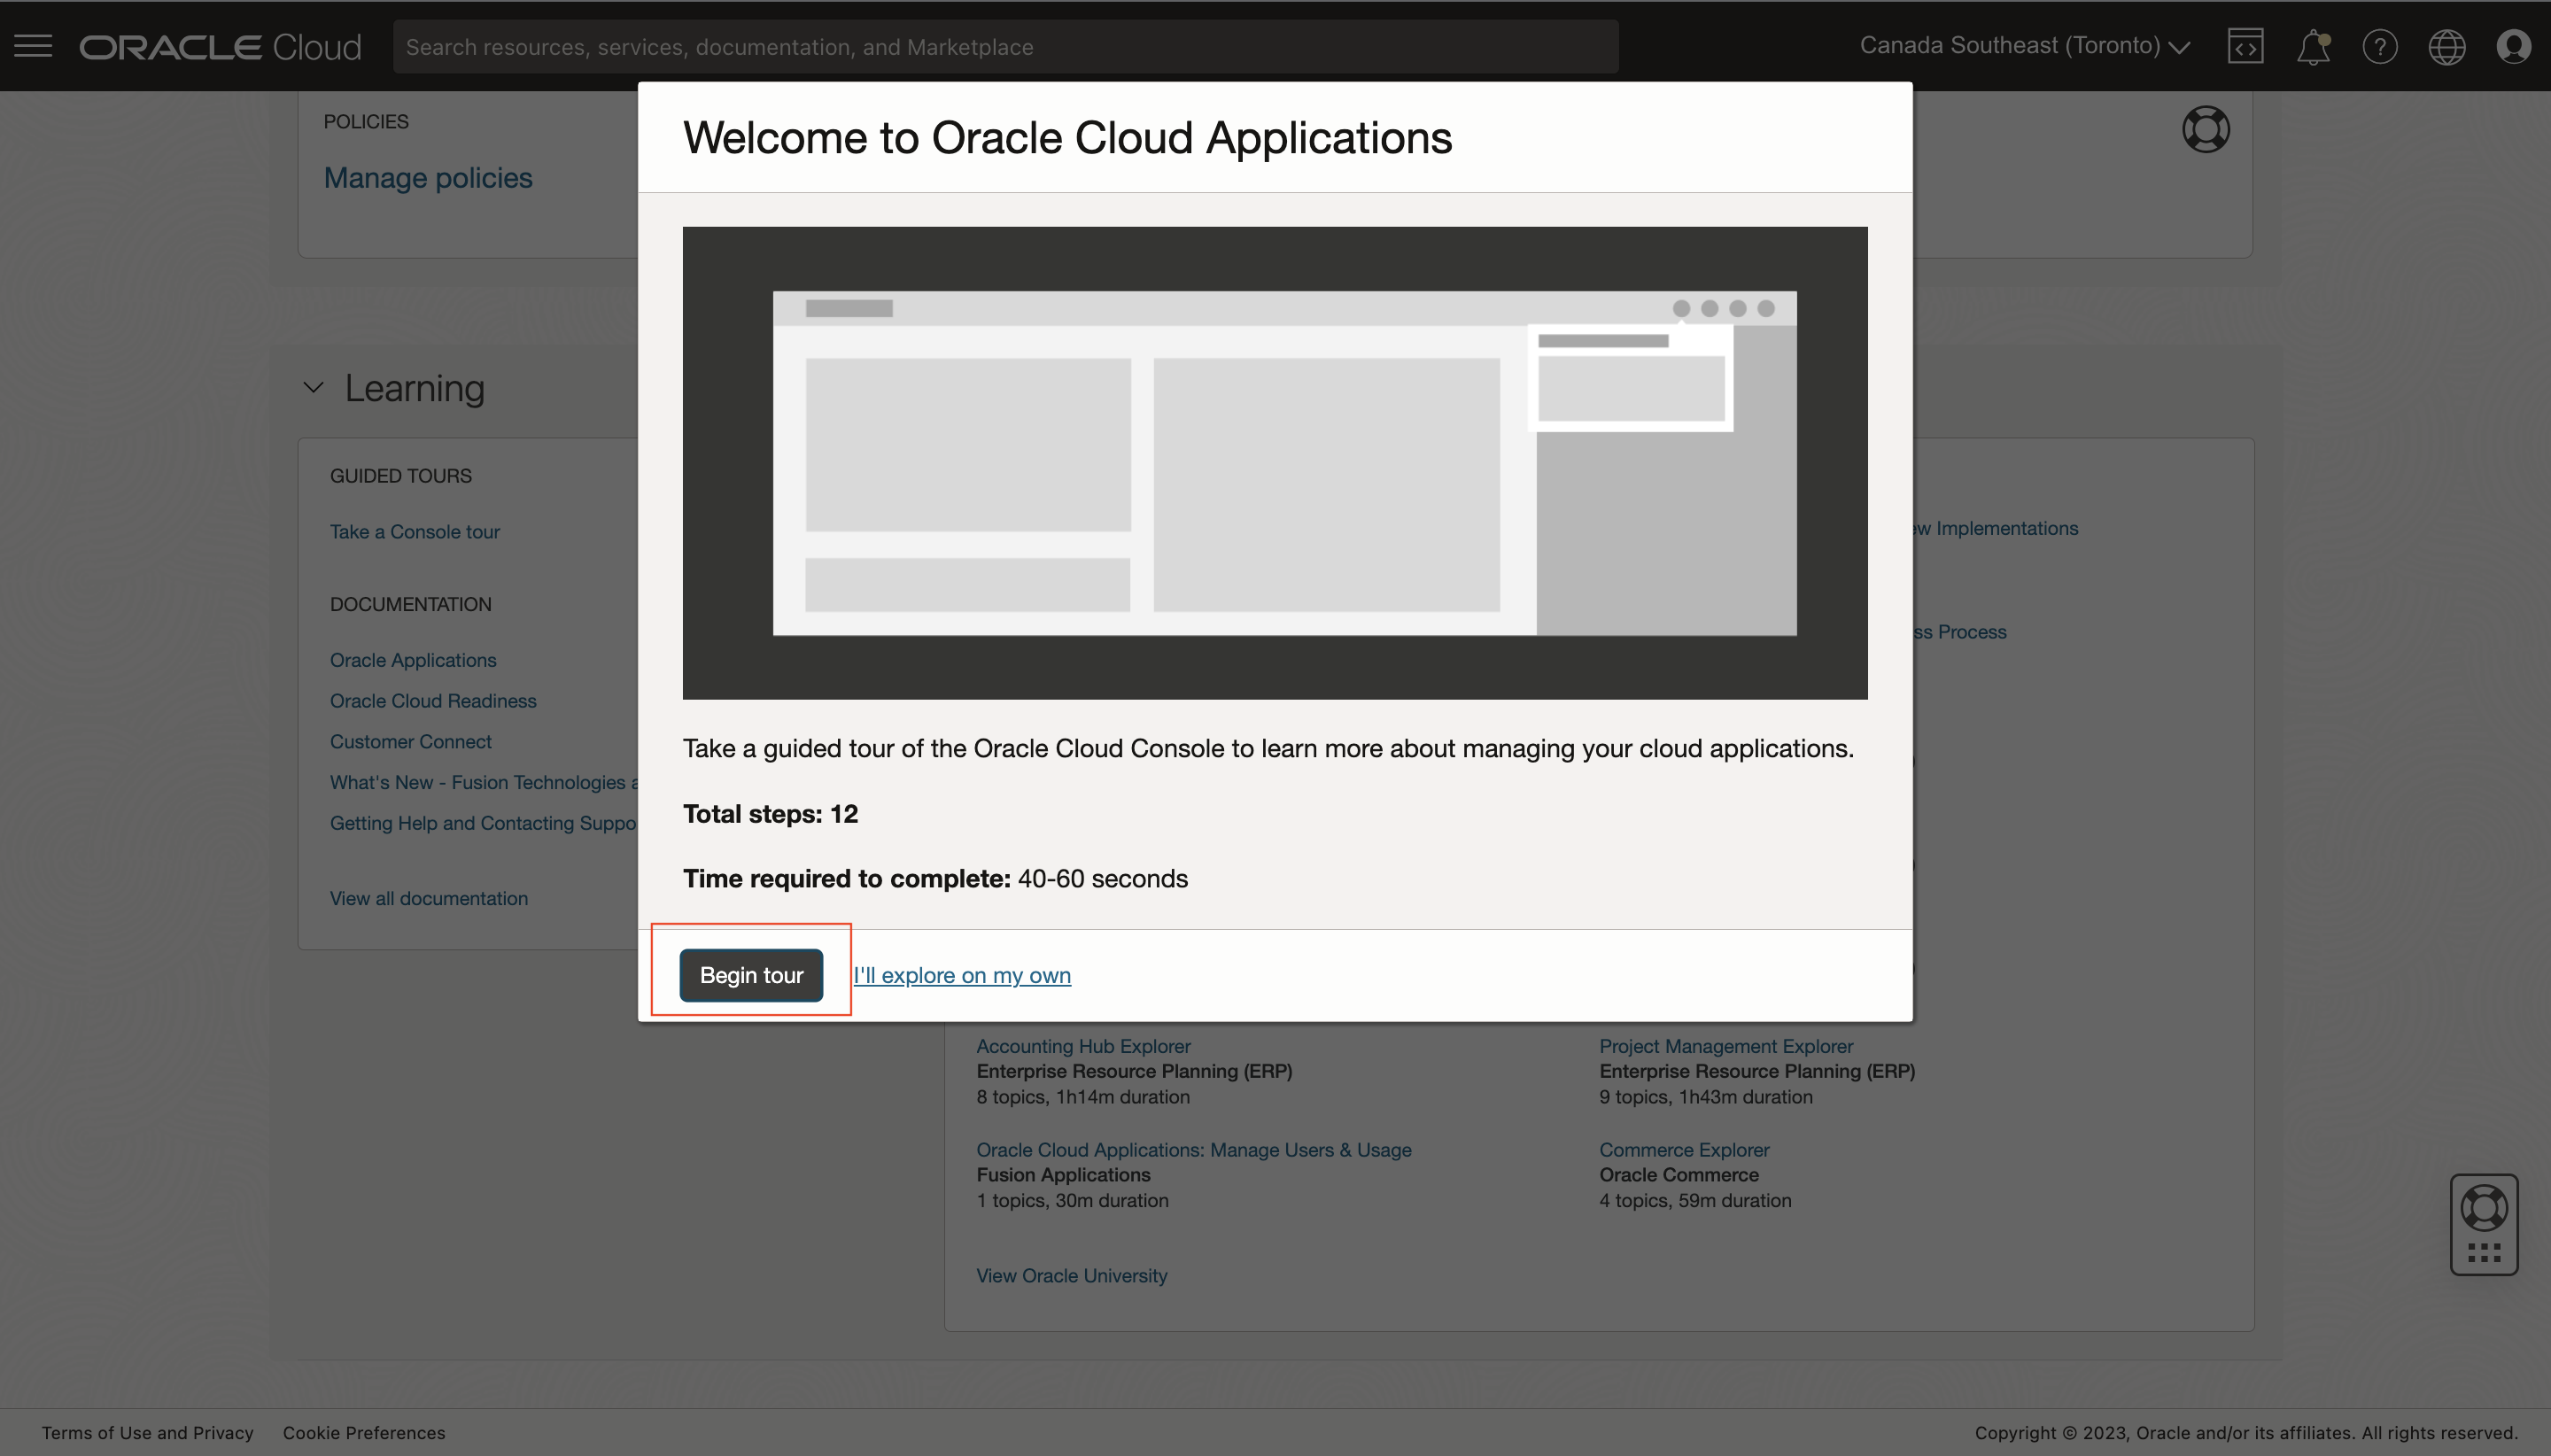 ORACLE Cloud
Search resources, services, documentation, and Marketplace
Canada Southeast (Toronto)
POLICIES
Manage policies
Welcome to Oracle Cloud Applications
Take a guided tour of the Oracle Cloud Console to learn more about managing your cloud applications.
Total steps: 12
Time required to complete: 40-60 seconds
Begin tour
I'll explore on my own
Learning
GUIDED TOURS
Take a Console tour
DOCUMENTATION
Oracle Applications
Oracle Cloud Readiness
Customer Connect
What's New - Fusion Technologies
Getting Help and Contacting
View all documentation
Implementations
Process
Accounting Hub Explorer
Enterprise Resource Planning (ERP)
8 topics, 1h14m duration
Project Management Explorer
Enterprise Resource Planning (ERP)
9 topics, 1h43m duration
Oracle Cloud Applications: Manage Users & Usage
Fusion Applications
1 topics, 30m duration
Commerce Explorer
Oracle Commerce
4 topics, 59m duration
View Oracle University
Terms of Use and Privacy
Cookie Preferences
Copyright © 2023, Oracle and/or its affiliates. All rights reserved.